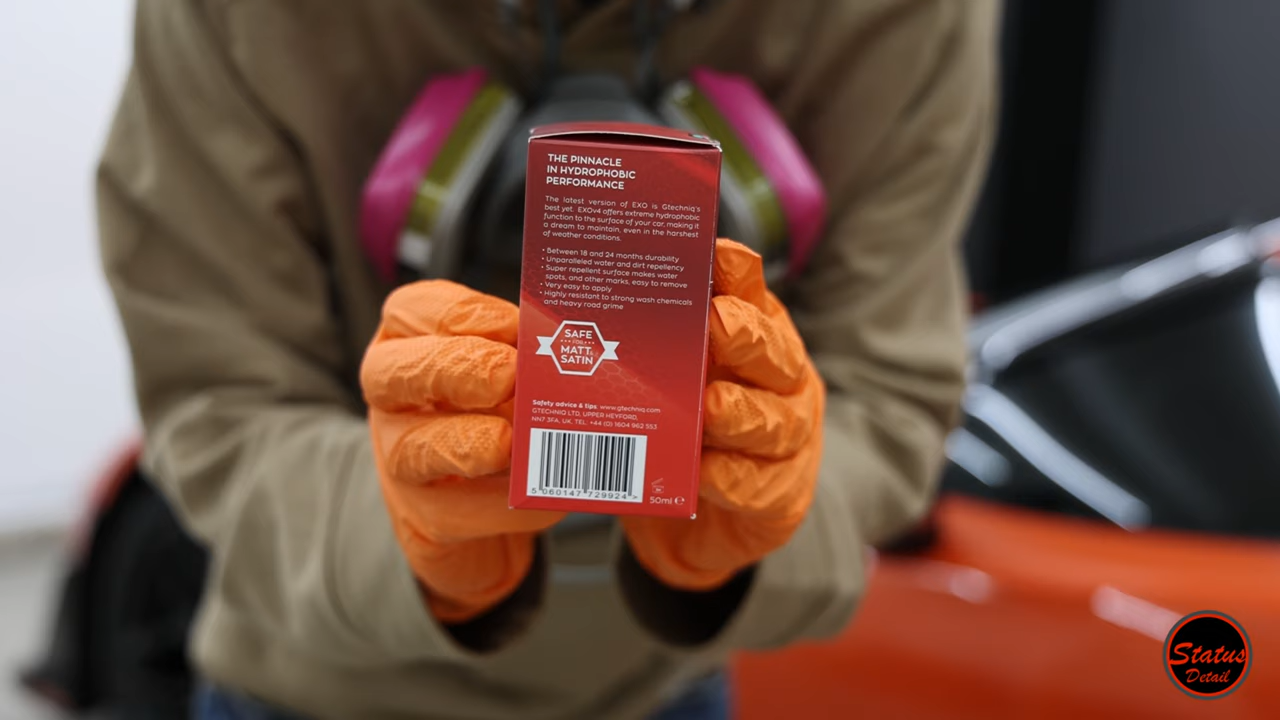 THE PINNACLE
IN HYDROPHOBIC
PERFORMANCE
The latest version of EXO is Gtechniq's
best yet. EXOv4 offers extreme hydrophobic
function to the surface of your car, making it
a dream to maintain, even in the harshest
of weather conditions.
• Between 18 and 24 months durability
• Unparalleled water and dirt repellency
• Super repellent surface makes water
spots, and other marks, easy to remove
• Very easy to apply
• Highly resistant to strong wash chemicals
and heavy road grime
SAFE
FOR
MATT &
SATIN
Safety advice & tips: www.gtechniq.com
GTECHNIQ LTD, UPPER HEYFORD,
NN7 3FA, UK, TEL: +44 (0) 1604 962 553
5 060147 729924 >
50ml ℮
Status
Detail